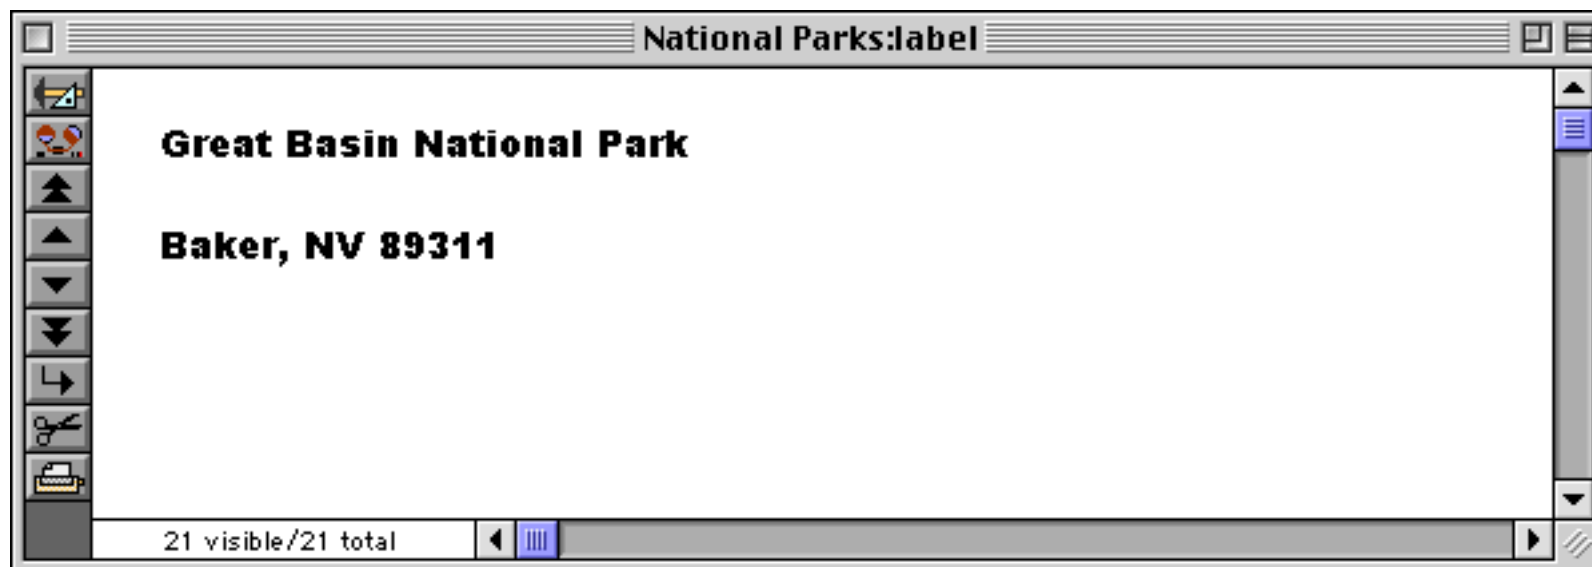 National Parks:label
Great Basin National Park
Baker, NV 89311
21 visible/21 total